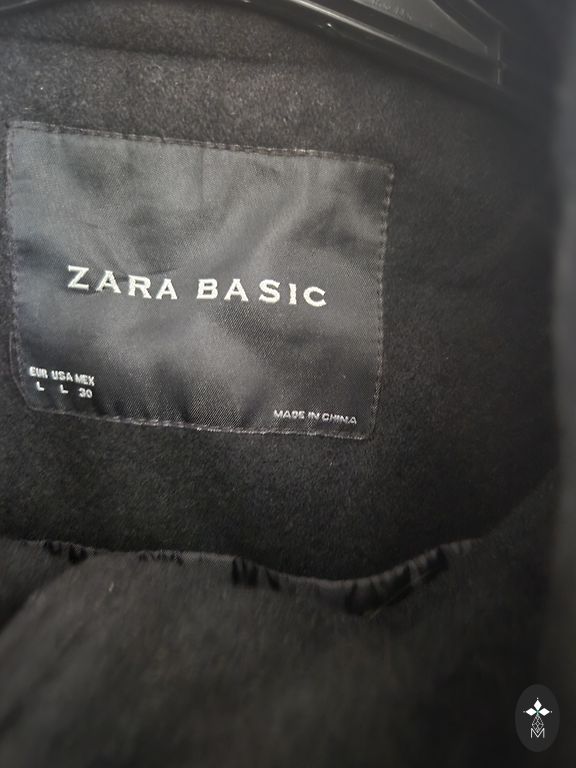 ZARA BASIC
EUR USA MEX
L L 30
MADE IN CHINA
M